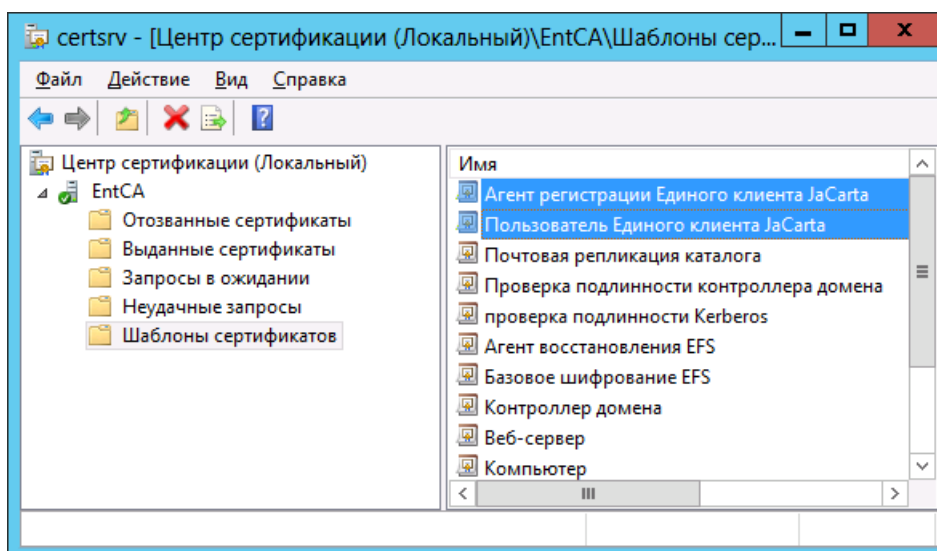 certsrv - [Центр сертификации (Локальный)\EntCA\Шаблоны сер...
Файл Действие Вид Справка
Центр сертификации (Локальный)
EntCA
Отозванные сертификаты
Выданные сертификаты
Запросы в ожидании
Неудачные запросы
Шаблоны сертификатов
Имя
Агент регистрации Единого клиента JaCarta
Пользователь Единого клиента JaCarta
Почтовая репликация каталога
Проверка подлинности контроллера домена
проверка подлинности Kerberos
Агент восстановления EFS
Базовое шифрование EFS
Контроллер домена
Веб-сервер
Компьютер